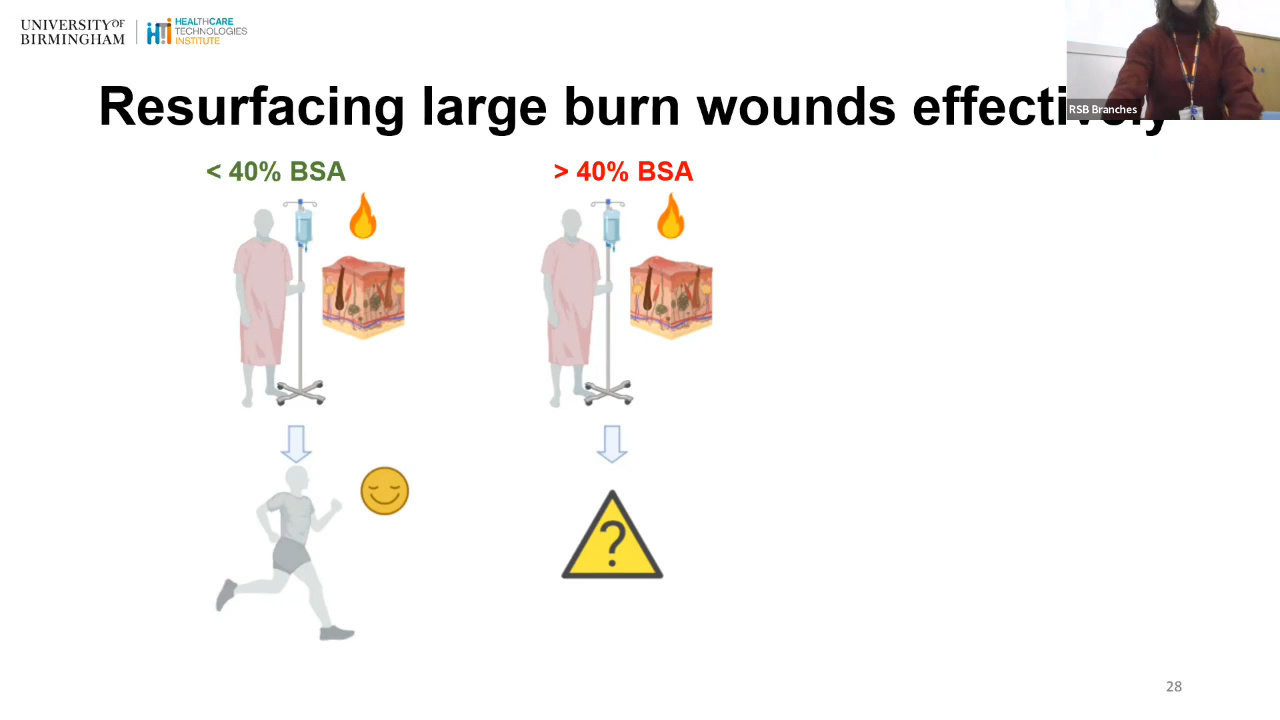 UNIVERSITY OF
BIRMINGHAM
HEALTHCARE
TECHNOLOGIES
INSTITUTE
Resurfacing large burn wounds effectively
RSB Branches
< 40% BSA
> 40% BSA
?
28